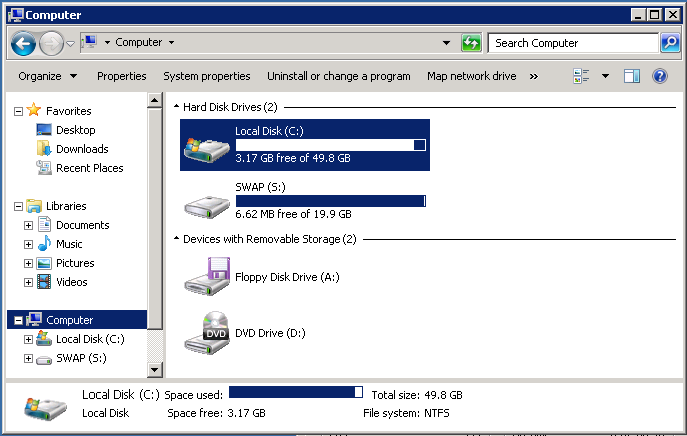 Computer
Computer
Search Computer
Organize Properties System properties Uninstall or change a program Map network drive »
Favorites
Desktop
Downloads
Recent Places
Libraries
Documents
Music
Pictures
Videos
Computer
Local Disk (C:)
SWAP (S:)
Hard Disk Drives (2)
Local Disk (C:)
3.17 GB free of 49.8 GB
SWAP (S:)
6.62 MB free of 19.9 GB
Devices with Removable Storage (2)
Floppy Disk Drive (A:)
DVD
DVD Drive (D:)
Local Disk (C:) Space used: Total size: 49.8 GB
Local Disk Space free: 3.17 GB File system: NTFS